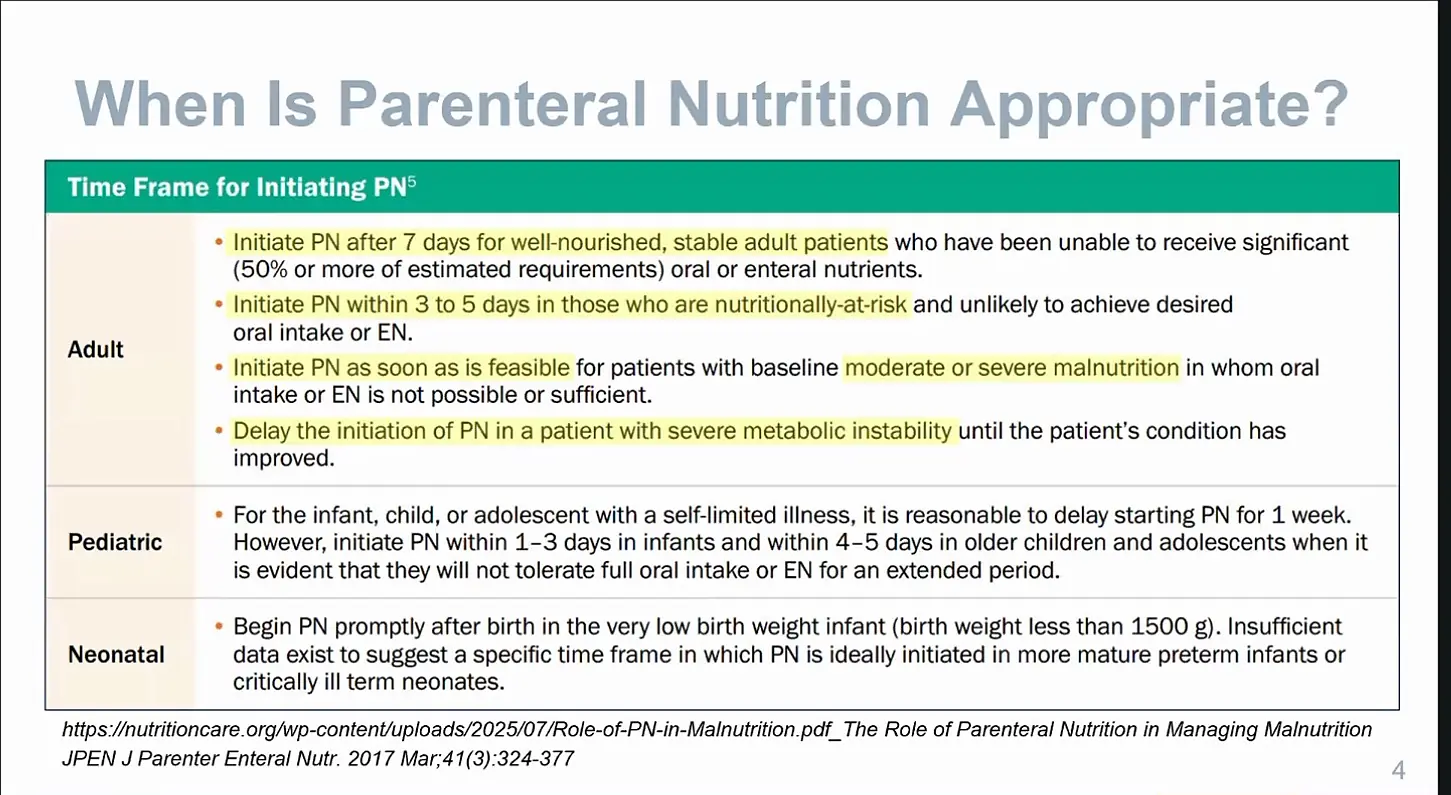 When Is Parenteral Nutrition Appropriate?
Time Frame for Initiating PN5
Adult
• Initiate PN after 7 days for well-nourished, stable adult patients who have been unable to receive significant
(50% or more of estimated requirements) oral or enteral nutrients.
• Initiate PN within 3 to 5 days in those who are nutritionally-at-risk and unlikely to achieve desired
oral intake or EN.
• Initiate PN as soon as is feasible for patients with baseline moderate or severe malnutrition in whom oral
intake or EN is not possible or sufficient.
• Delay the initiation of PN in a patient with severe metabolic instability until the patient's condition has
improved.
Pediatric
• For the infant, child, or adolescent with a self-limited illness, it is reasonable to delay starting PN for 1 week.
However, initiate PN within 1–3 days in infants and within 4–5 days in older children and adolescents when it
is evident that they will not tolerate full oral intake or EN for an extended period.
Neonatal
• Begin PN promptly after birth in the very low birth weight infant (birth weight less than 1500 g). Insufficient
data exist to suggest a specific time frame in which PN is ideally initiated in more mature preterm infants or
critically ill term neonates.
https://nutritioncare.org/wp-content/uploads/2025/07/Role-of-PN-in-Malnutrition.pdf_The Role of Parenteral Nutrition in Managing Malnutrition
JPEN J Parenter Enteral Nutr. 2017 Mar;41(3):324-377
4